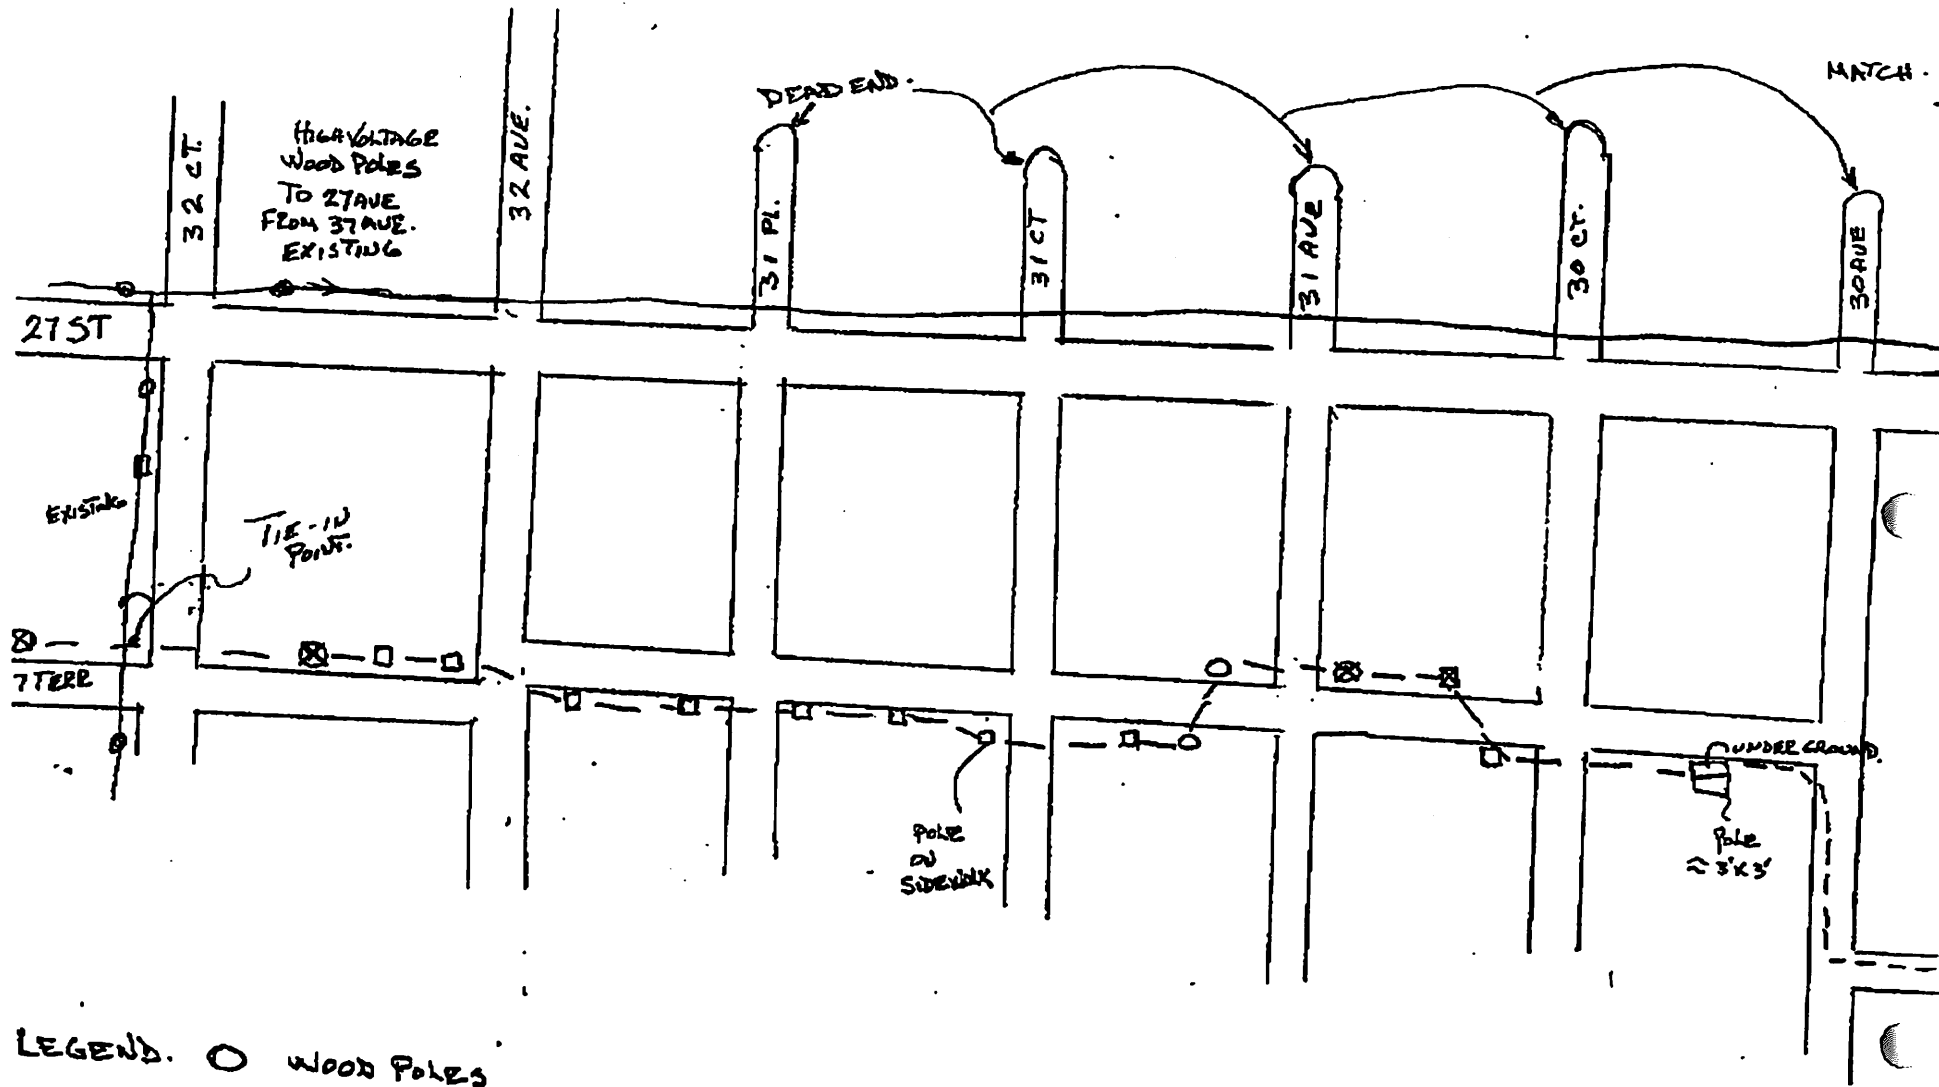 MATCH.
DEAD END.
32 CT.
HIGH VOLTAGE
WOOD POLES
TO 27 AVE
FROM 37 AVE.
EXISTING
32 AVE.
31 PL.
31 CT
31 AVE
30 CT.
30 AVE
27 ST
EXISTING
TIE-IN
POINT.
7 TERR
UNDERGROUND.
POLE
ON
SIDEWALK
POLE
≈ 3'X3'
LEGEND. O WOOD POLES